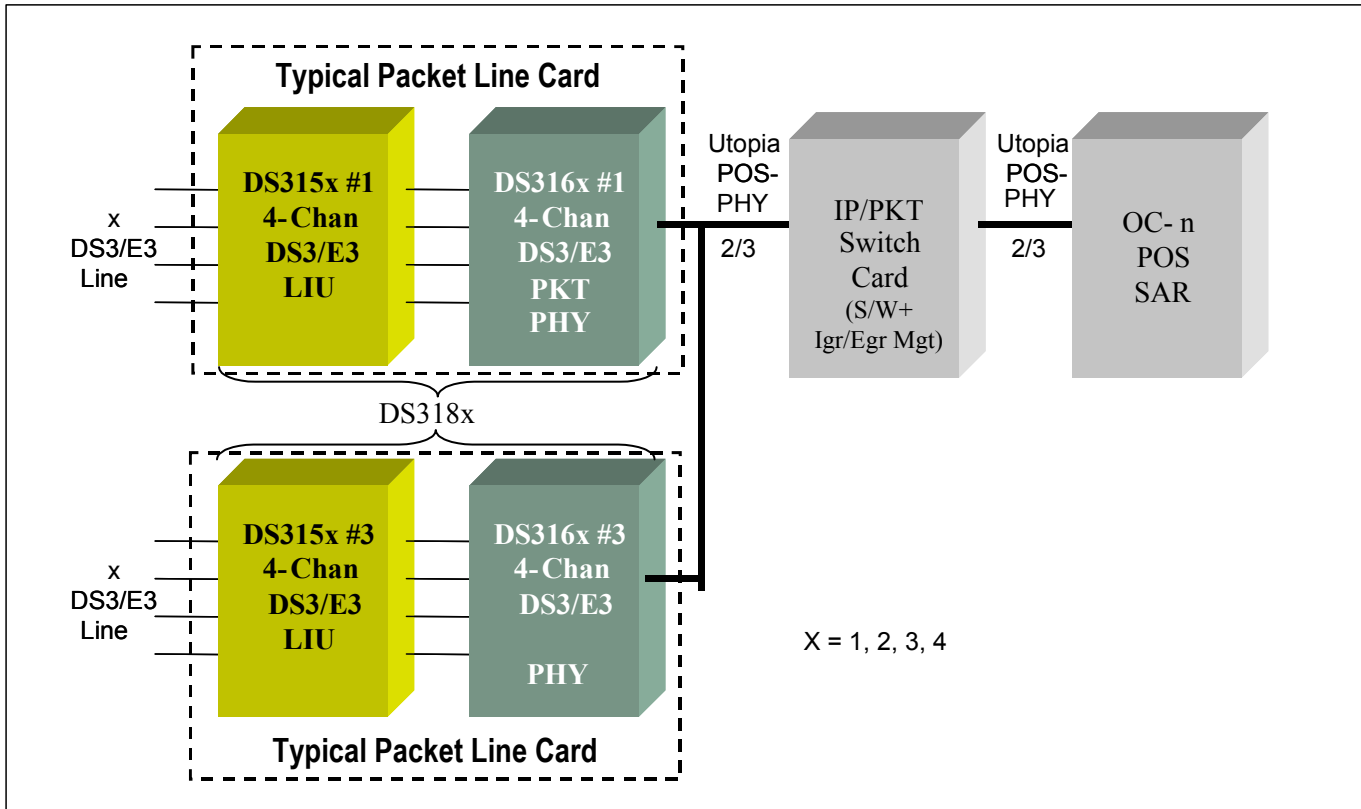 Typical Packet Line Card
x
DS3/E3
Line
DS315x #1
4-Chan
DS3/E3
LIU
DS316x #1
4-Chan
DS3/E3
PKT
PHY
Utopia
POS-
PHY
2/3
IP/PKT
Switch
Card
(S/W+
Igr/Egr Mgt)
Utopia
POS-
PHY
2/3
OC- n
POS
SAR
DS318x
x
DS3/E3
Line
DS315x #3
4-Chan
DS3/E3
LIU
DS316x #3
4-Chan
DS3/E3
PHY
X = 1, 2, 3, 4
Typical Packet Line Card